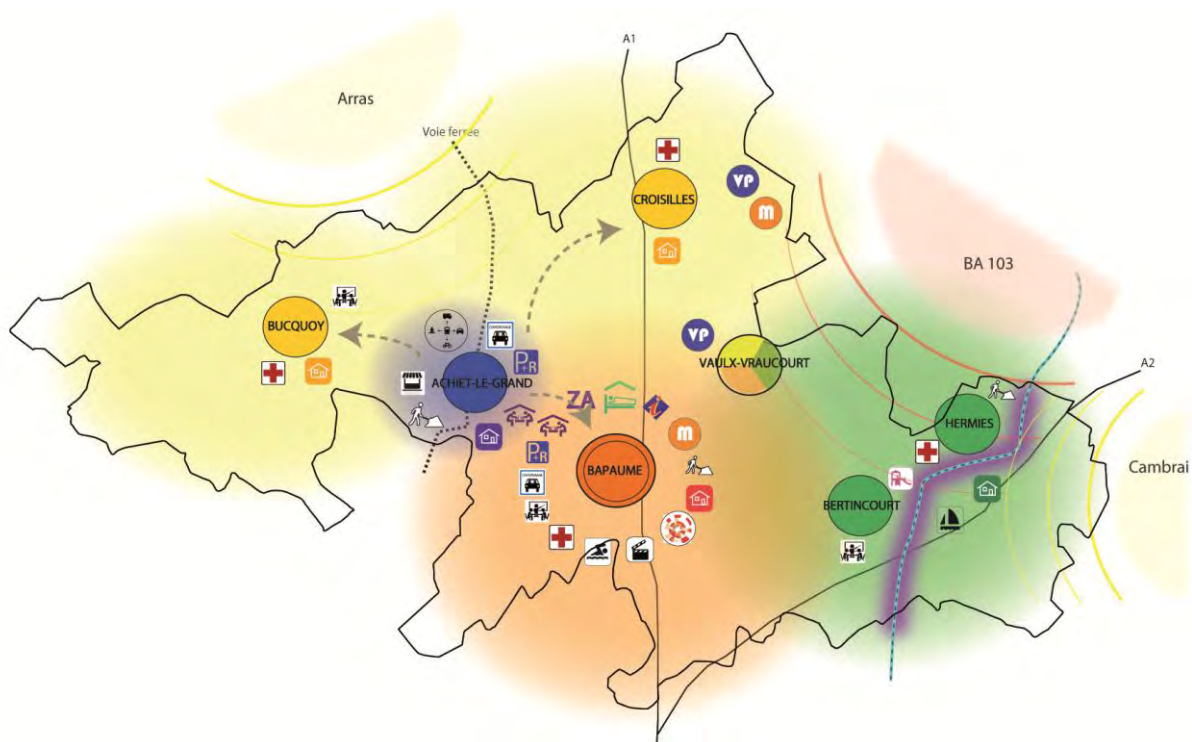 A1
Arras
Voie ferrée
VP
CROISILLES
m
BA 103
BUCQUOY
VP
VAULX-VRAUCOURT
A2
P+R
ACHIET-LE-GRAND
ZA
i
HERMIES
m
P+R
BAPAUME
Cambrai
BERTINCOURT